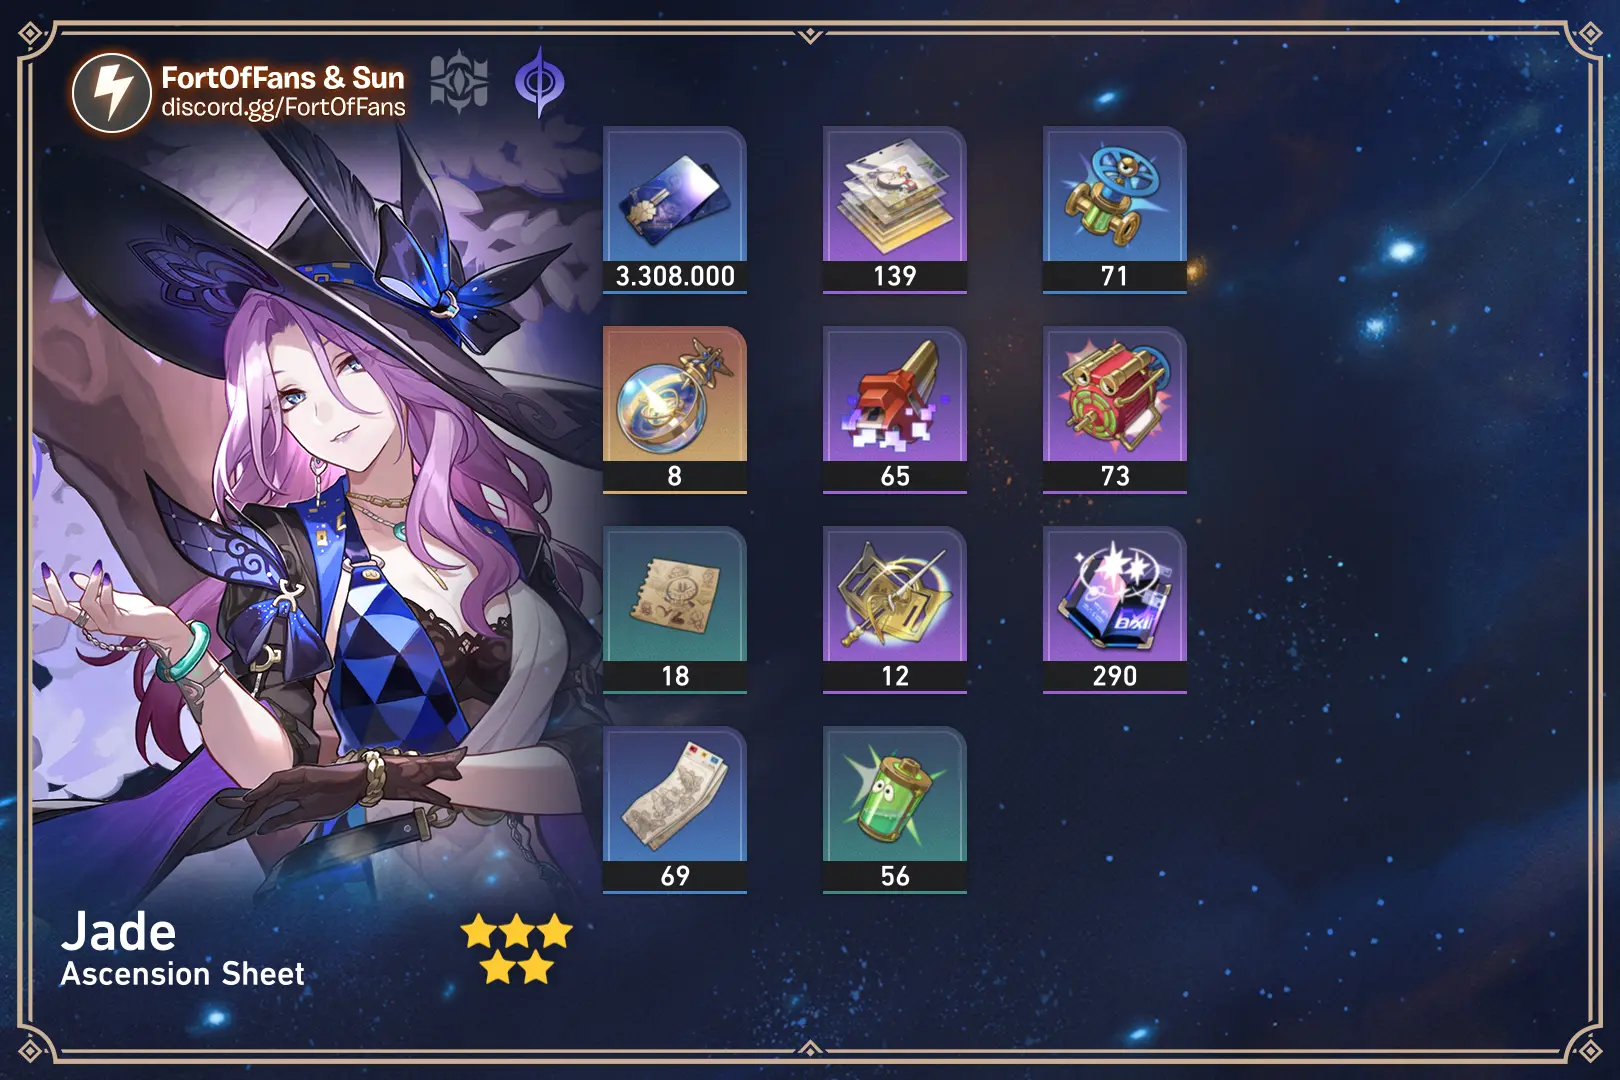 FortOfFans & Sun
discord.gg/FortOfFans
3.308.000
139
71
8
65
73
18
12
290
69
56
Jade
Ascension Sheet